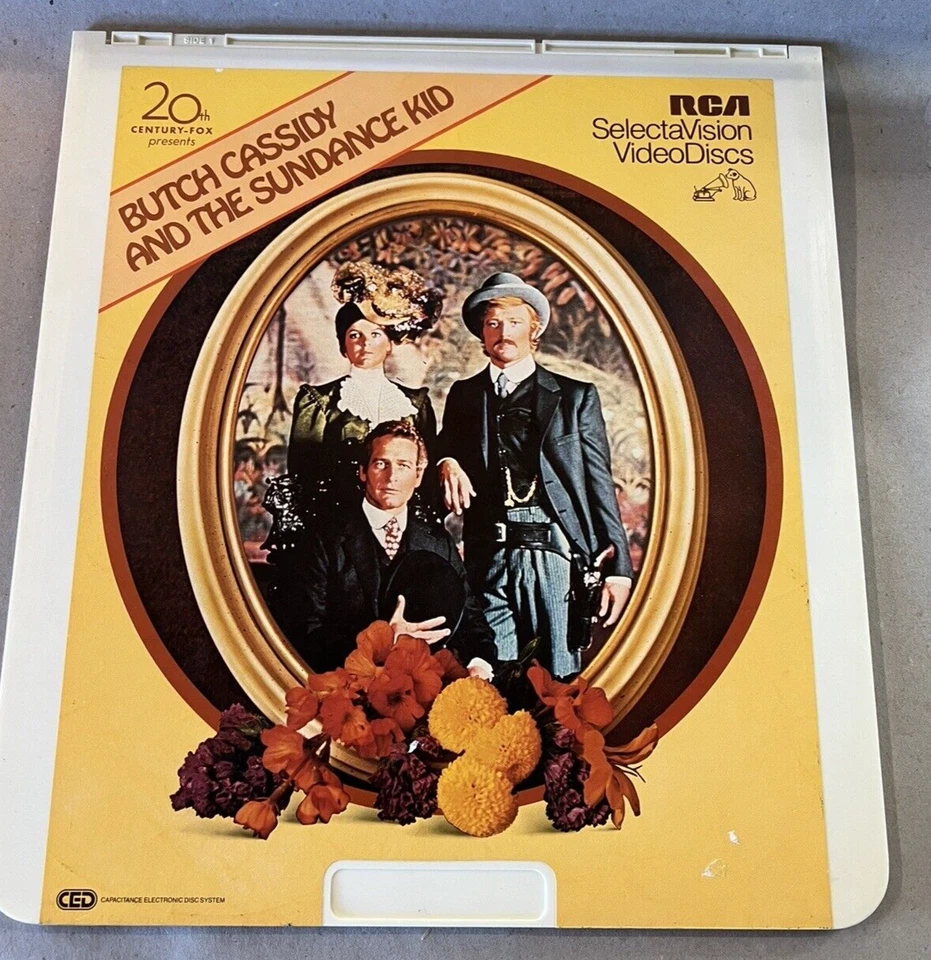 SIDE 1
20th
CENTURY-FOX
presents
BUTCH CASSIDY
AND THE SUNDANCE KID
RCA
SelectaVision
VideoDiscs
CED CAPACITANCE ELECTRONIC DISC SYSTEM